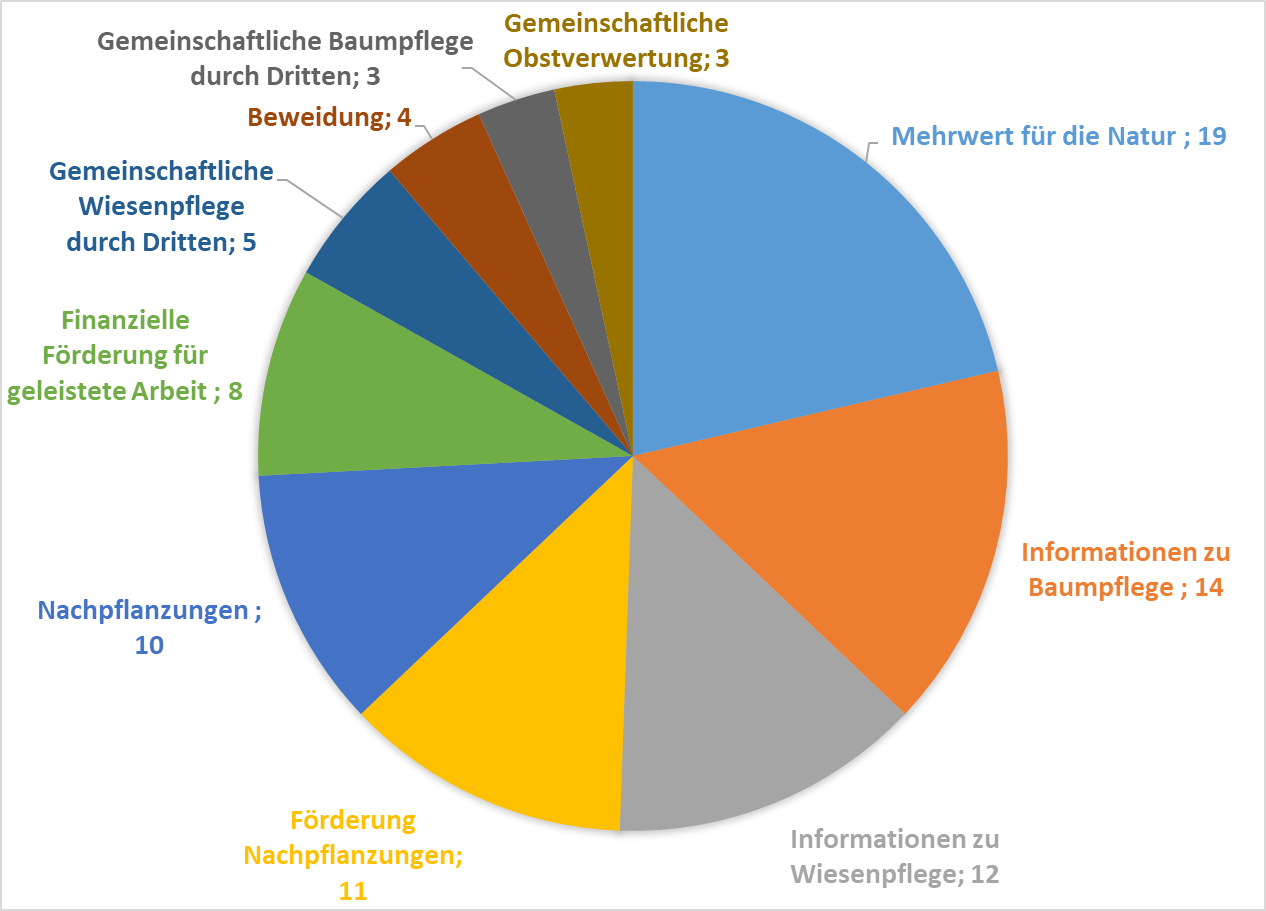 Gemeinschaftliche
Obstverwertung; 3
Gemeinschaftliche Baumpflege
durch Dritten; 3
Beweidung; 4
Mehrwert für die Natur ; 19
Gemeinschaftliche
Wiesenpflege
durch Dritten; 5
Finanzielle
Förderung für
geleistete Arbeit ; 8
Informationen zu
Baumpflege ; 14
Nachpflanzungen ;
10
Förderung
Nachpflanzungen;
11
Informationen zu
Wiesenpflege; 12